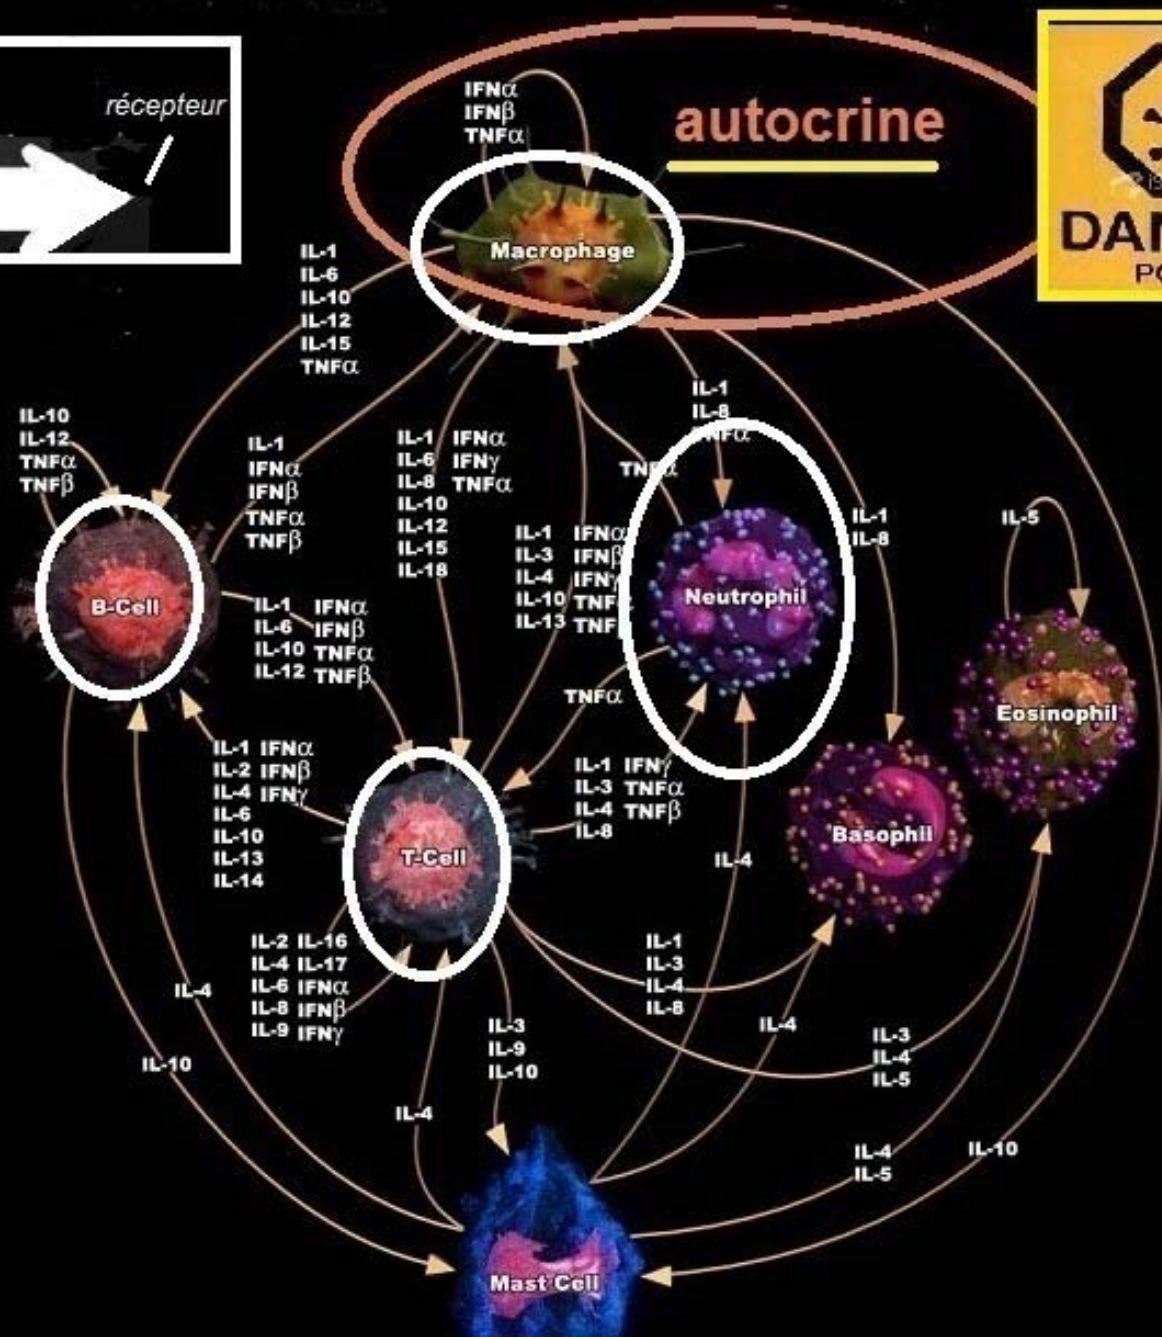 récepteur
IFNα
IFNβ
TNFα
autocrine
Macrophage
IL-1
IL-6
IL-10
IL-12
IL-15
TNFα
IL-1
IL-8
TNFα
IL-10
IL-12
TNFα
TNFβ
IL-1
IFNα
IFNβ
TNFα
TNFβ
IL-1 IFNα
IL-6 IFNγ
IL-8 TNFα
IL-10
IL-12
IL-15
IL-18
TNFα
IL-1 IFNα
IL-3 IFNβ
IL-4 IFNγ
IL-10 TNF
IL-13 TNF
IL-1
IL-8
IL-5
B-Cell
Neutrophil
IL-1 IFNα
IL-6 IFNβ
IL-10 TNFα
IL-12 TNFβ
TNFα
Eosinophil
IL-1 IFNα
IL-2 IFNβ
IL-4 IFNγ
IL-6
IL-10
IL-13
IL-14
IL-1 IFNγ
IL-3 TNFα
IL-4 TNFβ
IL-8
Basophil
T-Cell
IL-4
IL-2 IL-16
IL-4 IL-17
IL-6 IFNα
IL-8 IFNβ
IL-9 IFNγ
IL-1
IL-3
IL-4
IL-8
IL-4
IL-10
IL-3
IL-9
IL-10
IL-4
IL-3
IL-4
IL-5
IL-4
IL-4
IL-5
IL-10
Mast Cell